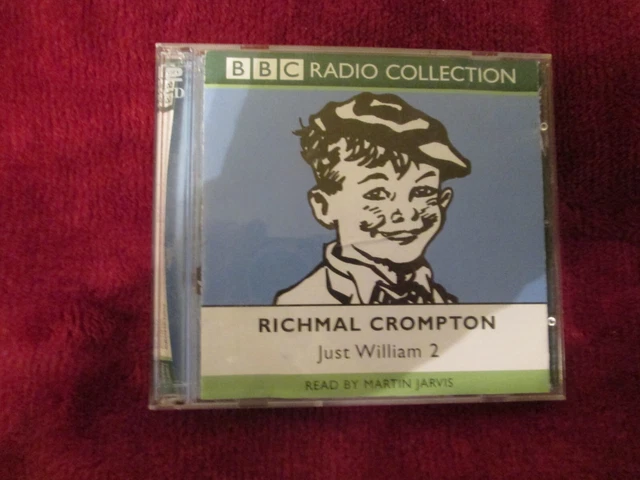 BBC RADIO COLLECTION
RICHMAL CROMPTON
Just William 2
READ BY MARTIN JARVIS